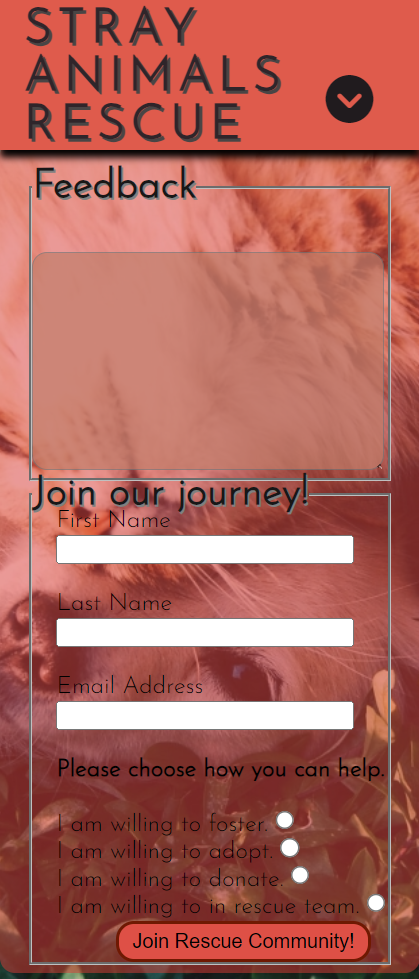 STRAY
ANIMALS
RESCUE
Feedback
Join our journey!
First Name
Last Name
Email Address
Please choose how you can help.
I am willing to foster.
I am willing to adopt.
I am willing to donate.
I am willing to in rescue team.
Join Rescue Community!